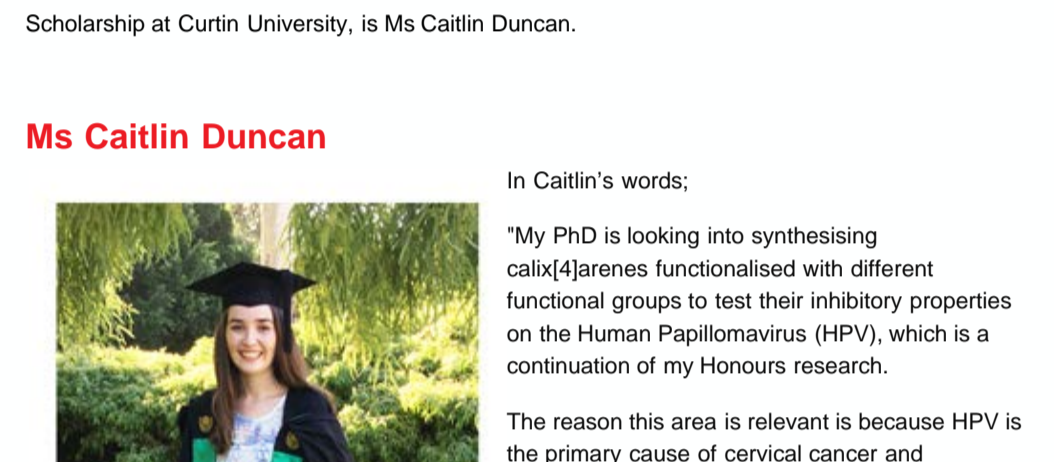 Scholarship at Curtin University, is Ms Caitlin Duncan.
Ms Caitlin Duncan
In Caitlin's words;
"My PhD is looking into synthesising
calix[4]arenes functionalised with different
functional groups to test their inhibitory properties
on the Human Papillomavirus (HPV), which is a
continuation of my Honours research.
The reason this area is relevant is because HPV is
the primary cause of cervical cancer and